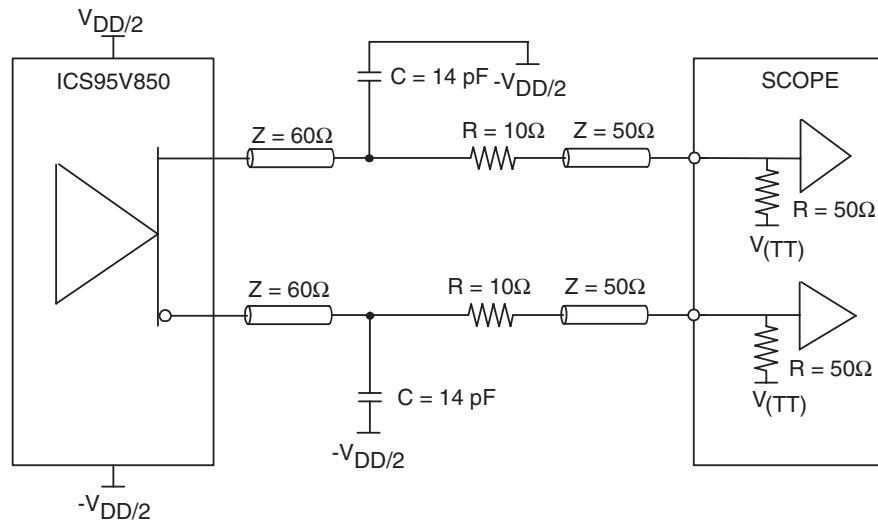 VDD/2
ICS95V850
C = 14 pF
-VDD/2
SCOPE
Z = 60Ω
R = 10Ω
Z = 50Ω
R = 50Ω
V(TT)
Z = 60Ω
R = 10Ω
Z = 50Ω
R = 50Ω
V(TT)
C = 14 pF
-VDD/2
-VDD/2